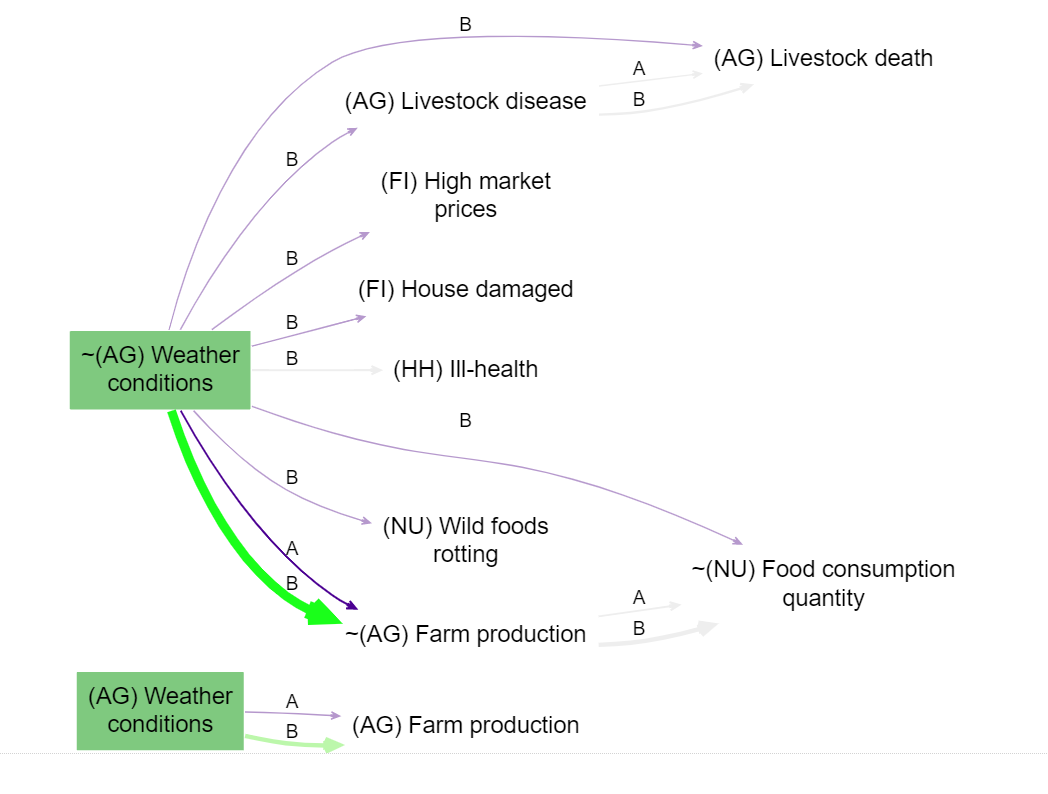 B
(AG) Livestock death
A
(AG) Livestock disease
B
B
(FI) High market
prices
B
(FI) House damaged
B
~(AG) Weather
conditions
B
(HH) Ill-health
B
B
(NU) Wild foods
rotting
A
~(NU) Food consumption
quantity
B
A
B
~(AG) Farm production
(AG) Weather
conditions
A
B
(AG) Farm production